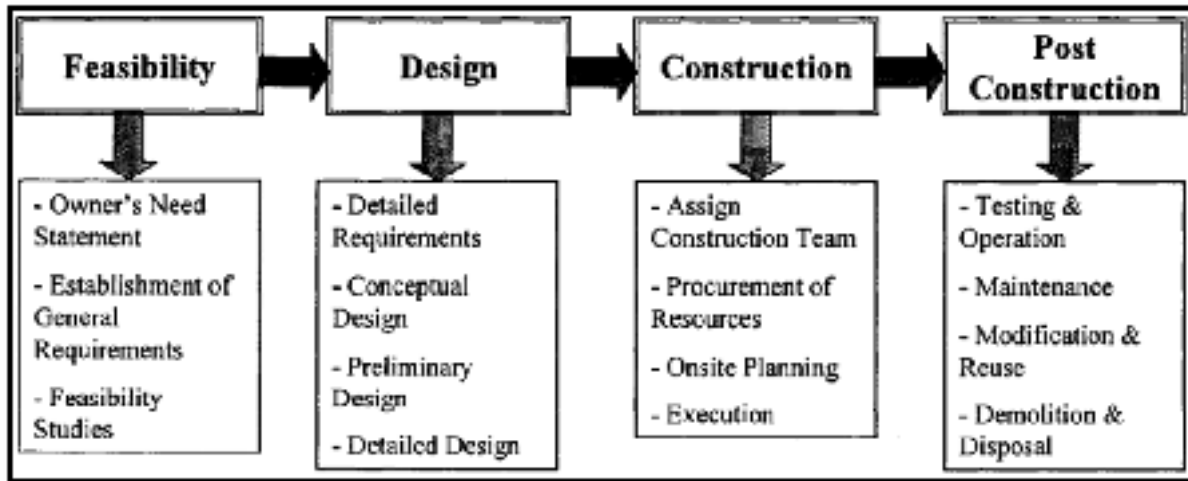 Feasibility
Design
Construction
Post
Construction
- Owner's Need
Statement
- Establishment of
General
Requirements
- Feasibility
Studies
- Detailed
Requirements
- Conceptual
Design
- Preliminary
Design
- Detailed Design
- Assign
Construction Team
- Procurement of
Resources
- Onsite Planning
- Execution
- Testing &
Operation
- Maintenance
- Modification &
Reuse
- Demolition &
Disposal